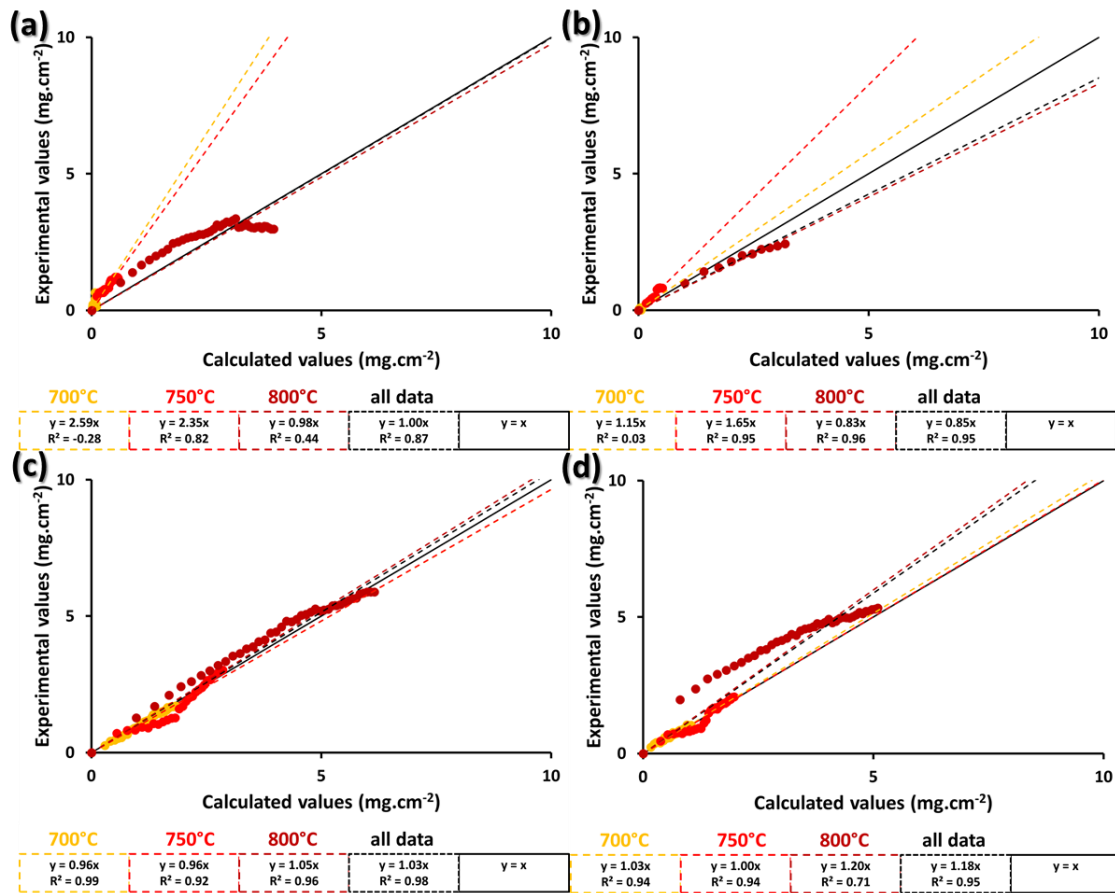 (a)
Experimental values (mg.cm⁻²)
10
5
0
0 5 10
Calculated values (mg.cm⁻²)
700°C 750°C 800°C all data
y = 2.59x y = 2.35x y = 0.98x y = 1.00x y = x
R² = -0.28 R² = 0.82 R² = 0.44 R² = 0.87
(b)
Experimental values (mg.cm⁻²)
10
5
0
0 5 10
Calculated values (mg.cm⁻²)
700°C 750°C 800°C all data
y = 1.15x y = 1.65x y = 0.83x y = 0.85x y = x
R² = 0.03 R² = 0.95 R² = 0.96 R² = 0.95
(c)
Experimental values (mg.cm⁻²)
10
5
0
0 5 10
Calculated values (mg.cm⁻²)
700°C 750°C 800°C all data
y = 0.96x y = 0.96x y = 1.05x y = 1.03x y = x
R² = 0.99 R² = 0.92 R² = 0.96 R² = 0.98
(d)
Experimental values (mg.cm⁻²)
10
5
0
0 5 10
Calculated values (mg.cm⁻²)
700°C 750°C 800°C all data
y = 1.03x y = 1.00x y = 1.20x y = 1.18x y = x
R² = 0.94 R² = 0.94 R² = 0.71 R² = 0.95